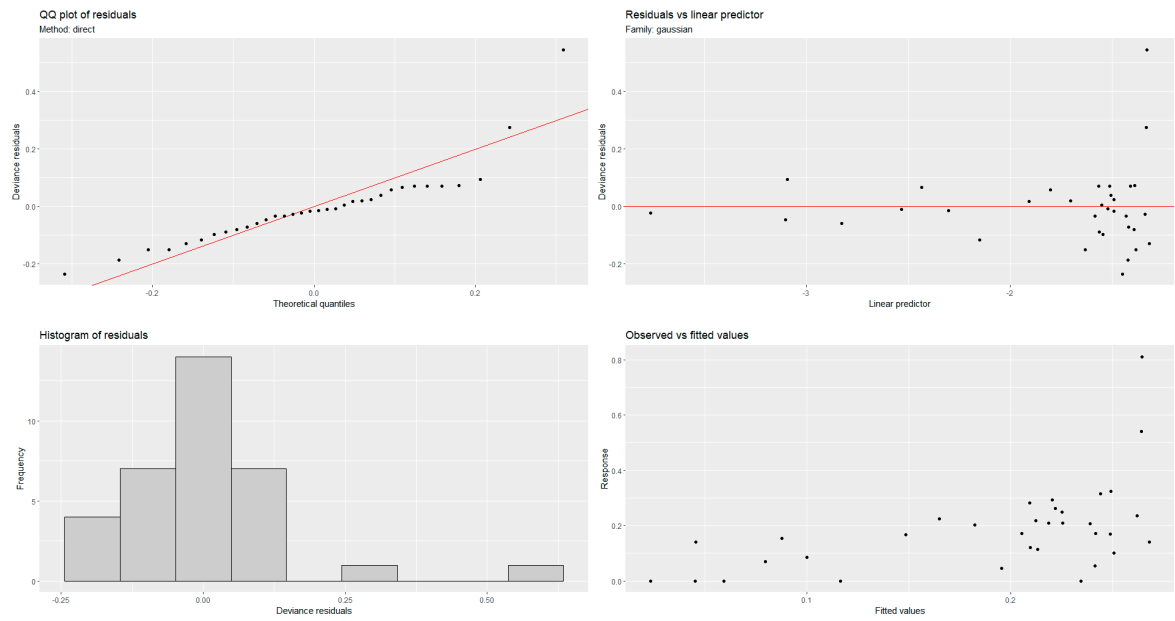 QQ plot of residuals
Method: direct
0.4
0.2
0.0
-0.2
Deviance residuals
-0.2
0.0
0.2
Theoretical quantiles
Residuals vs linear predictor
Family: gaussian
0.4
0.2
0.0
-0.2
Deviance residuals
-3
-2
Linear predictor
Histogram of residuals
10
5
0
Frequency
-0.25
0.00
0.25
0.50
Deviance residuals
Observed vs fitted values
0.8
0.6
0.4
0.2
0.0
Response
0.1
0.2
Fitted values